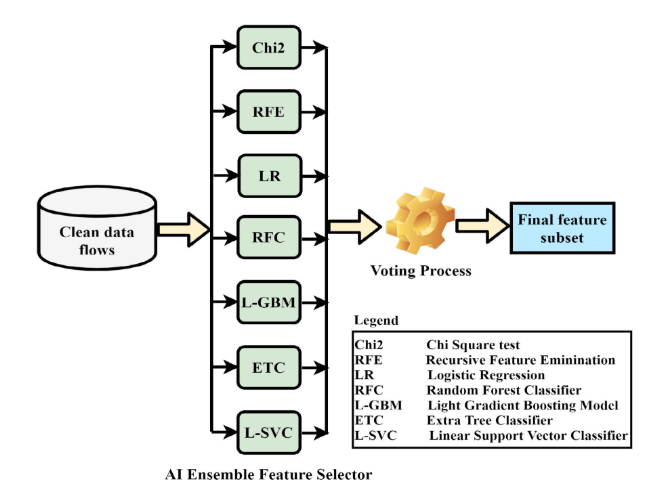 Chi2
RFE
LR
Clean data
flows
RFC
L-GBM
ETC
L-SVC
AI Ensemble Feature Selector
Voting Process
Final feature
subset
Legend
Chi2 Chi Square test
RFE Recursive Feature Eminination
LR Logistic Regression
RFC Random Forest Classifier
L-GBM Light Gradient Boosting Model
ETC Extra Tree Classifier
L-SVC Linear Support Vector Classifier